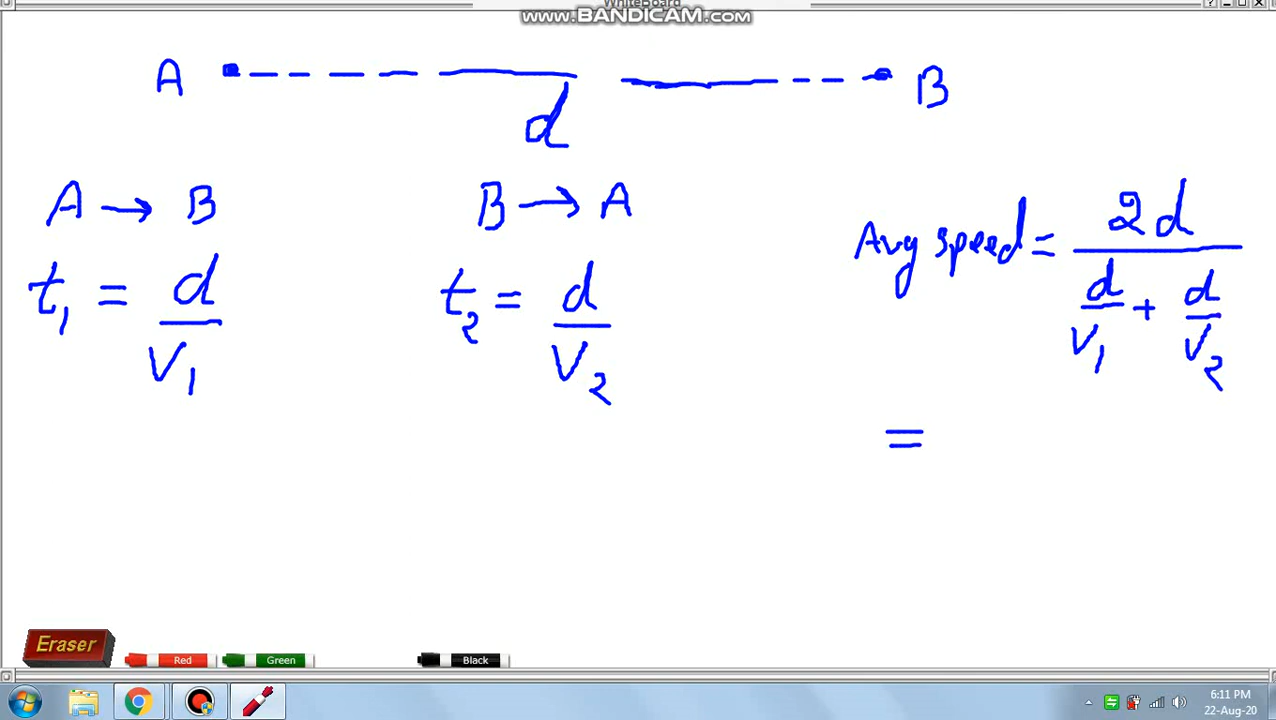 WhiteBoard
www.BANDICAM.com
A B
d
A → B
B → A
t₁ = d/V₁
t₂ = d/V₂
Avg speed = 2d / (d/V₁ + d/V₂)
=
Eraser
Red
Green
Black
6:11 PM
22-Aug-20